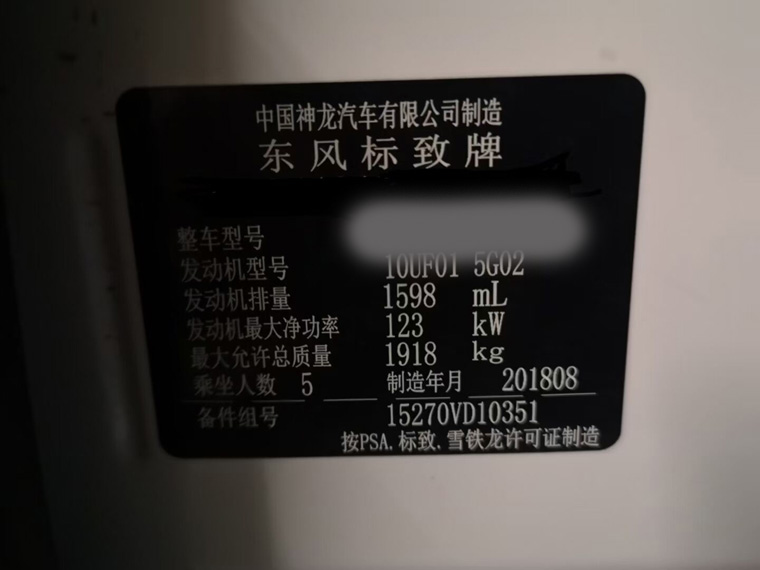 中国神龙汽车有限公司制造
东风标致牌
整车型号
发动机型号 10UF01 5G02
发动机排量 1598 mL
发动机最大净功率 123 kW
最大允许总质量 1918 kg
乘坐人数 5 制造年月 201808
备件组号 15270VD10351
按PSA.标致.雪铁龙许可证制造